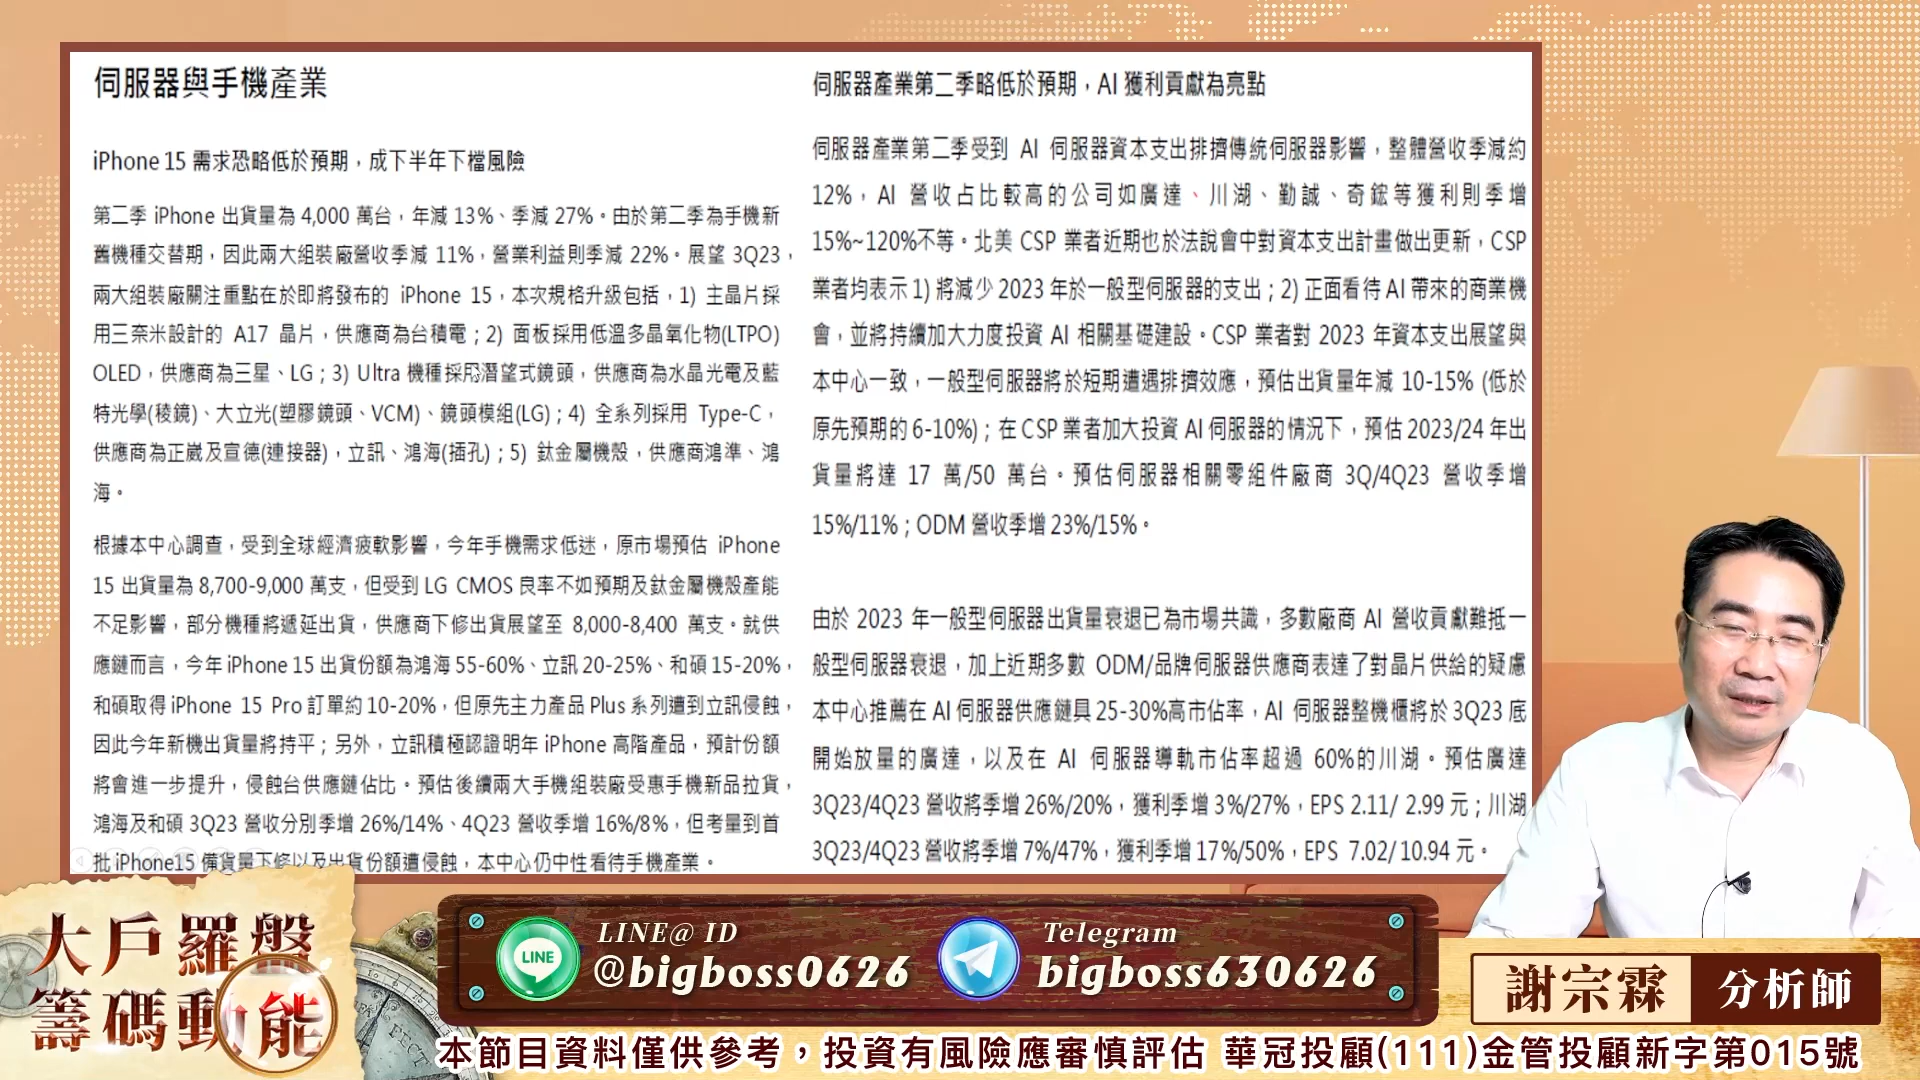 伺服器與手機產業
iPhone 15 需求恐略低於預期，成下半年下檔風險
第二季 iPhone 出貨量為 4,000 萬台，年減 13%、季減 27%。由於第二季為手機新
舊機種交替期，因此兩大組裝廠營收季減 11%，營業利益則季減 22%。展望 3Q23，
兩大組裝廠關注重點在於即將發布的 iPhone 15，本次規格升級包括，1) 主晶片採
用三奈米設計的 A17 晶片，供應商為台積電；2) 面板採用低溫多晶氧化物(LTPO)
OLED，供應商為三星、LG；3) Ultra 機種採用潛望式鏡頭，供應商為水晶光電及藍
特光學(稜鏡)、大立光(塑膠鏡頭、VCM)、鏡頭模組(LG)；4) 全系列採用 Type-C，
供應商為正崴及宣德(連接器)，立訊、鴻海(插孔)；5) 鈦金屬機殼，供應商鴻準、鴻
海。
根據本中心調查，受到全球經濟疲軟影響，今年手機需求低迷，原市場預估 iPhone
15 出貨量為 8,700-9,000 萬支，但受到 LG CMOS 良率不如預期及鈦金屬機殼產能
不足影響，部分機種將遞延出貨，供應商下修出貨展望至 8,000-8,400 萬支。就供
應鏈而言，今年 iPhone 15 出貨份額為鴻海 55-60%、立訊 20-25%、和碩 15-20%，
和碩取得 iPhone 15 Pro 訂單約 10-20%，但原先主力產品 Plus 系列遭到立訊侵蝕，
因此今年新機出貨量將持平；另外，立訊積極認證明年 iPhone 高階產品，預計份額
將會進一步提升，侵蝕台供應鏈佔比。預估後續兩大手機組裝廠受惠手機新品拉貨，
鴻海及和碩 3Q23 營收分別季增 26%/14%、4Q23 營收季增 16%/8%，但考量到首
批 iPhone15 備貨量下修以及出貨份額遭侵蝕，本中心仍中性看待手機產業。
伺服器產業第二季略低於預期，AI 獲利貢獻為亮點
伺服器產業第二季受到 AI 伺服器資本支出排擠傳統伺服器影響，整體營收季減約
12%，AI 營收占比較高的公司如廣達、川湖、勤誠、奇鋐等獲利則季增
15%~120%不等。北美 CSP 業者近期也於法說會中對資本支出計畫做出更新，CSP
業者均表示 1) 將減少 2023 年於一般型伺服器的支出；2) 正面看待 AI 帶來的商業機
會，並將持續加大力度投資 AI 相關基礎建設。CSP 業者對 2023 年資本支出展望與
本中心一致，一般型伺服器將於短期遭遇排擠效應，預估出貨量年減 10-15% (低於
原先預期的 6-10%)；在 CSP 業者加大投資 AI 伺服器的情況下，預估 2023/24 年出
貨量將達 17 萬/50 萬台。預估伺服器相關零組件廠商 3Q/4Q23 營收季增
15%/11%；ODM 營收季增 23%/15%。
由於 2023 年一般型伺服器出貨量衰退已為市場共識，多數廠商 AI 營收貢獻難抵一
般型伺服器衰退，加上近期多數 ODM/品牌伺服器供應商表達了對晶片供給的疑慮
本中心推薦在 AI 伺服器供應鏈具 25-30%高市佔率，AI 伺服器整機櫃將於 3Q23 底
開始放量的廣達，以及在 AI 伺服器導軌市佔率超過 60%的川湖。預估廣達
3Q23/4Q23 營收將季增 26%/20%，獲利季增 3%/27%，EPS 2.11/ 2.99 元；川湖
3Q23/4Q23 營收將季增 7%/47%，獲利季增 17%/50%，EPS 7.02/ 10.94 元。
大戶羅盤
籌碼動能
LINE
LINE@ ID
@bigboss0626
Telegram
bigboss630626
謝宗霖 分析師
本節目資料僅供參考，投資有風險應審慎評估 華冠投顧(111)金管投顧新字第015號